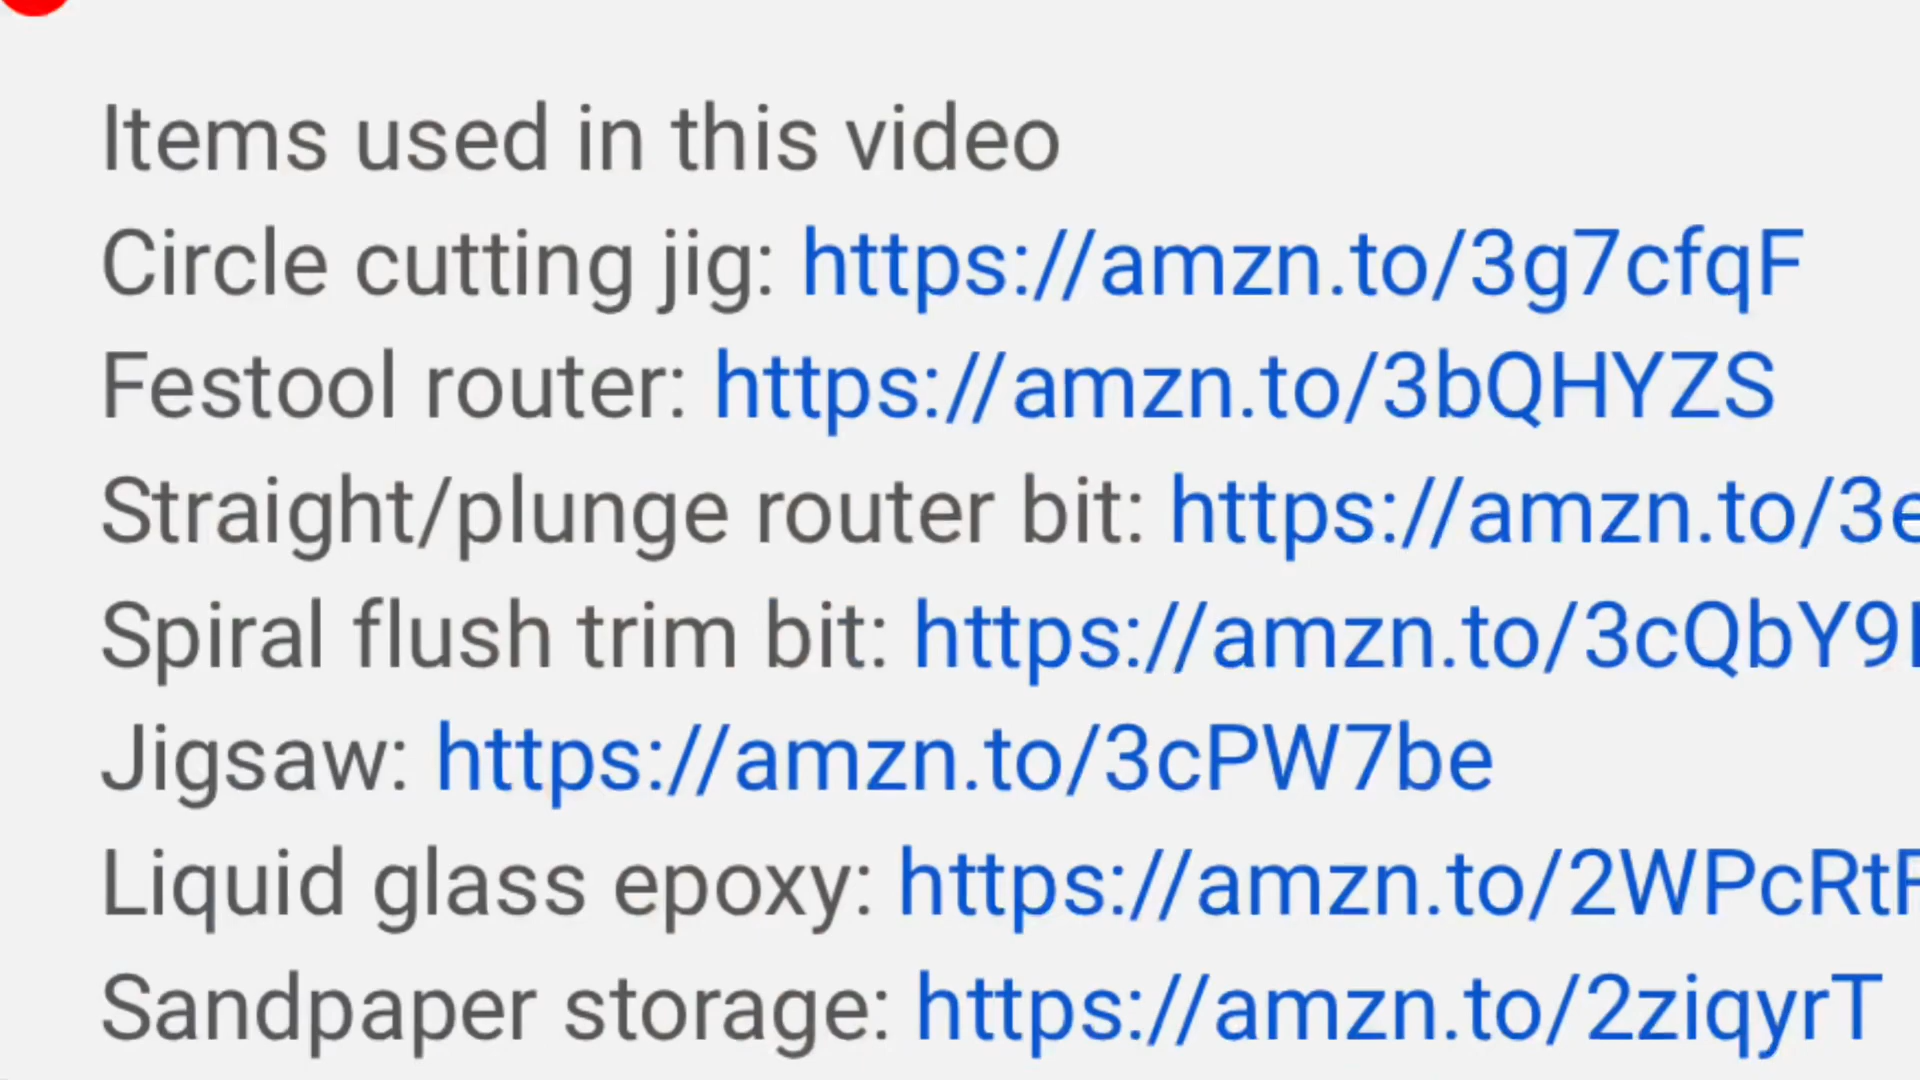 Items used in this video
Circle cutting jig: https://amzn.to/3g7cfqF
Festool router: https://amzn.to/3bQHYZS
Straight/plunge router bit: https://amzn.to/3e
Spiral flush trim bit: https://amzn.to/3cQbY9
Jigsaw: https://amzn.to/3cPW7be
Liquid glass epoxy: https://amzn.to/2WPcRt
Sandpaper storage: https://amzn.to/2ziqyrT